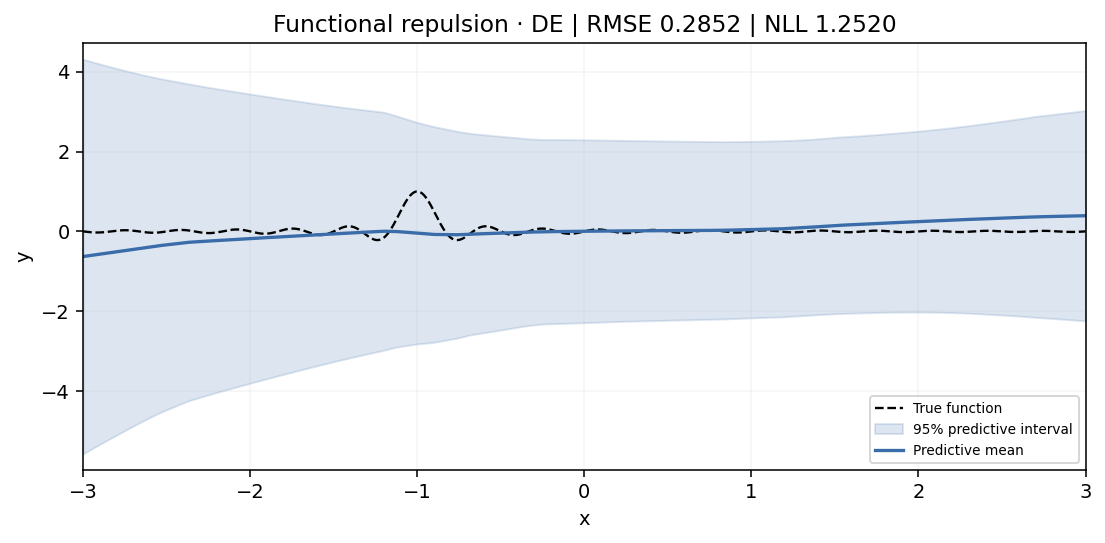 Functional repulsion · DE | RMSE 0.2852 | NLL 1.2520
y
4
2
0
−2
−4
−3
−2
−1
0
1
2
3
x
True function
95% predictive interval
Predictive mean